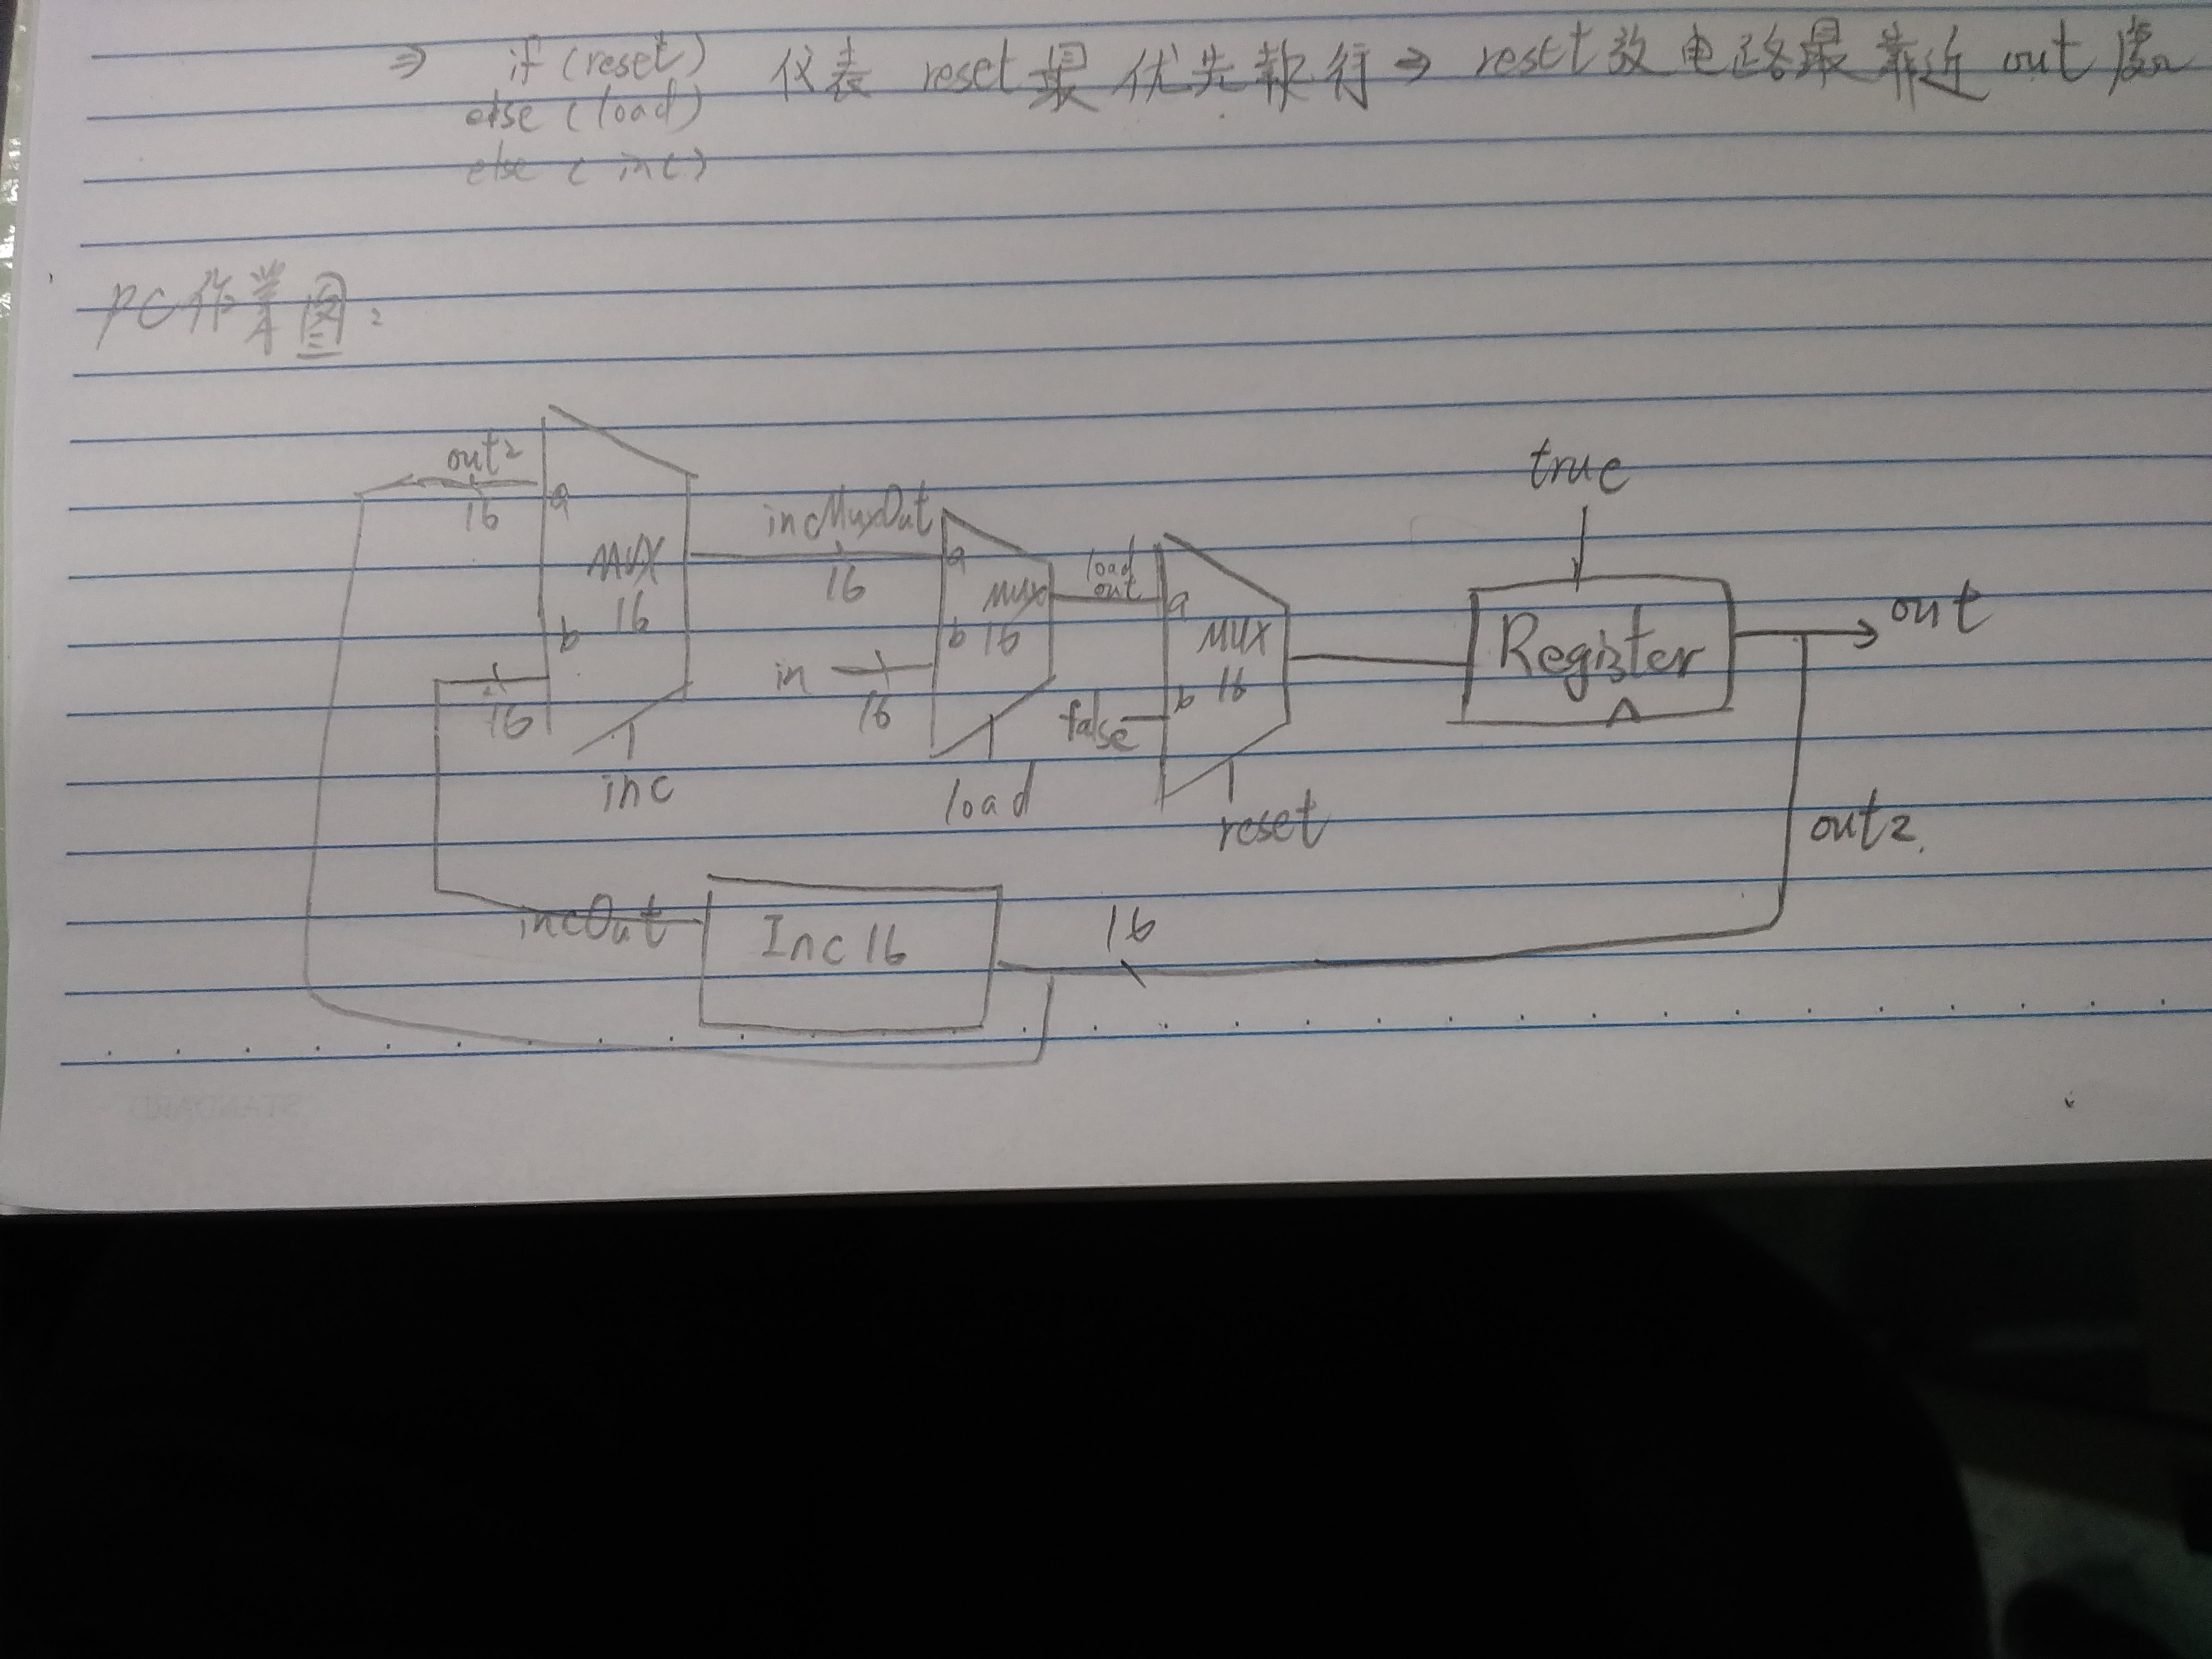 ⇒ if (reset) 仪表 reset 最优先執行 ⇒ reset 放电路最靠近 out 處
else (load)
else (inc)
PC作業图:
out2
16
a
MUX
16
b
16
inc
incMuxOut
16
a
MUX
16
b
in
16
load
load
out
a
MUX
16
b
false
reset
true
Register
out
out2.
incOut
Inc16
16